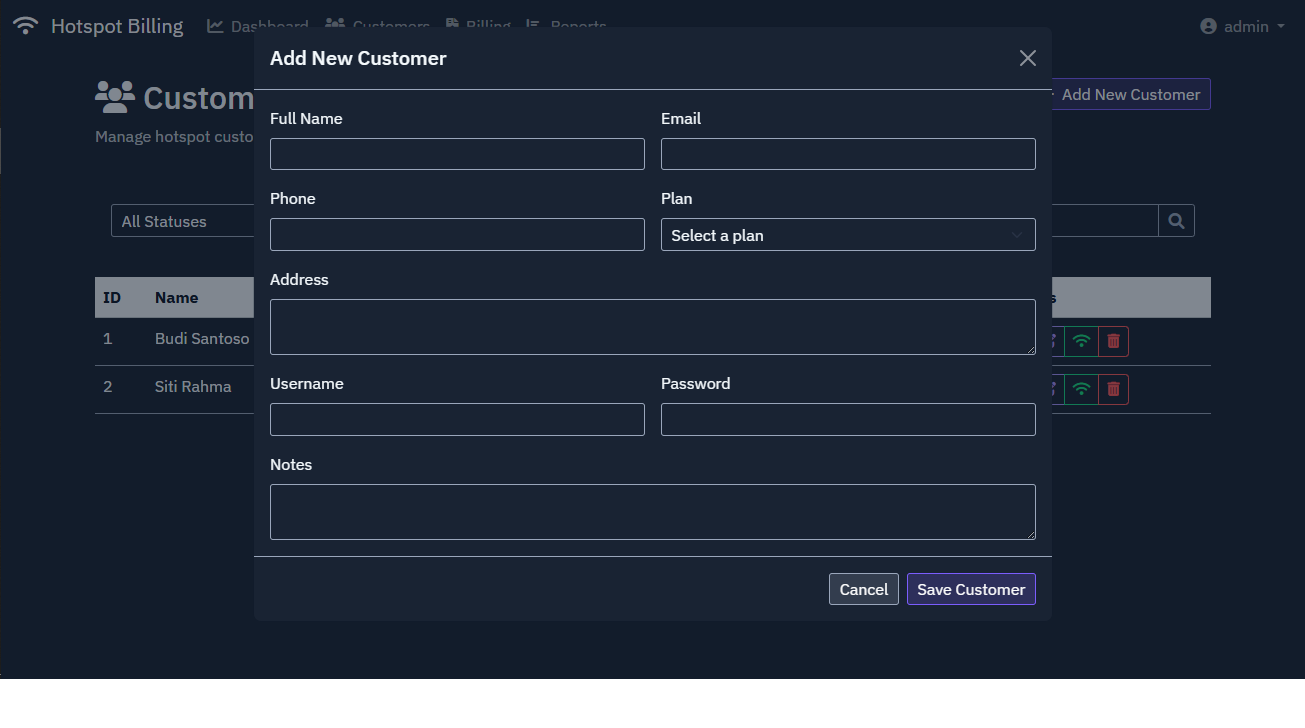 Hotspot Billing Dashboard Customers Billing Reports admin
Add New Customer
Custom
Add New Customer
Manage hotspot custo
Full Name Email
Phone Plan
All Statuses
Select a plan
Address
ID Name s
1 Budi Santoso
2 Siti Rahma
Username Password
Notes
Cancel Save Customer